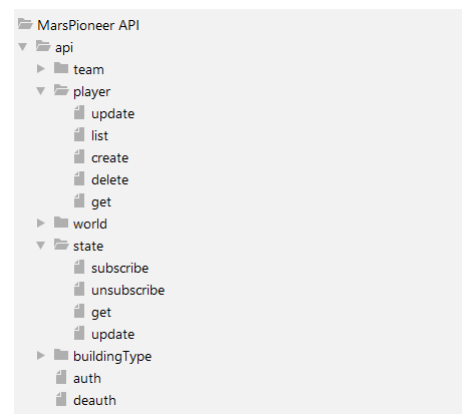 MarsPioneer API
api
team
player
update
list
create
delete
get
world
state
subscribe
unsubscribe
get
update
buildingType
auth
deauth